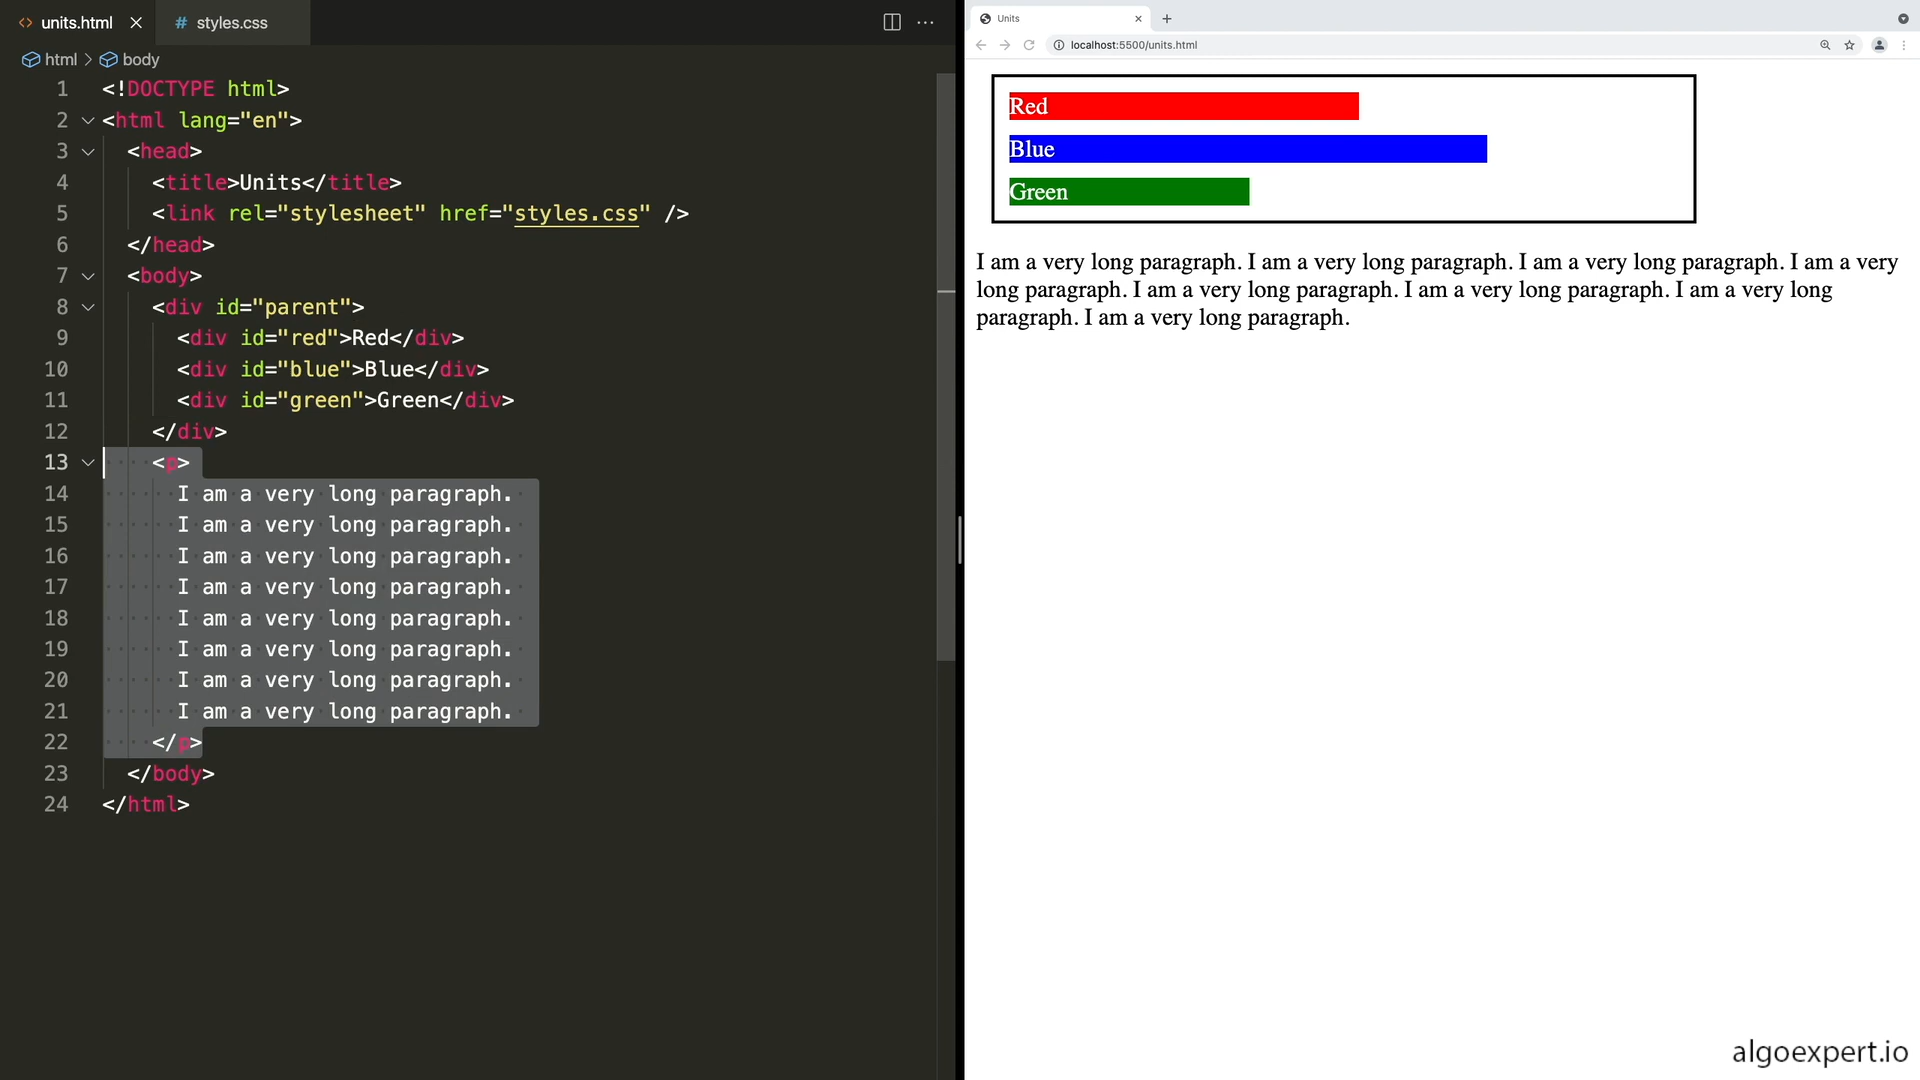 units.html
styles.css
html > body
1 <!DOCTYPE html>
2 <html lang="en">
3 <head>
4 <title>Units</title>
5 <link rel="stylesheet" href="styles.css" />
6 </head>
7 <body>
8 <div id="parent">
9 <div id="red">Red</div>
10 <div id="blue">Blue</div>
11 <div id="green">Green</div>
12 </div>
13 <p>
14 I am a very long paragraph.
15 I am a very long paragraph.
16 I am a very long paragraph.
17 I am a very long paragraph.
18 I am a very long paragraph.
19 I am a very long paragraph.
20 I am a very long paragraph.
21 I am a very long paragraph.
22 </p>
23 </body>
24 </html>
Units
localhost:5500/units.html
Red
Blue
Green
I am a very long paragraph. I am a very long paragraph. I am a very long paragraph. I am a very
long paragraph. I am a very long paragraph. I am a very long paragraph. I am a very long
paragraph. I am a very long paragraph.
algoexpert.io